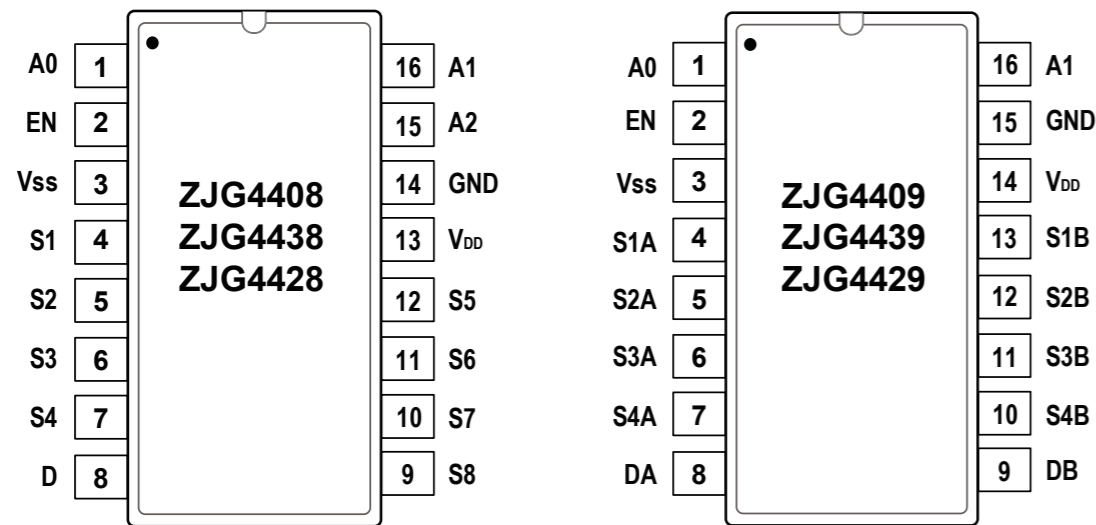 A0 1 16 A1
EN 2 15 A2
Vss 3 14 GND
S1 4 13 VDD
S2 5 12 S5
S3 6 11 S6
S4 7 10 S7
D 8 9 S8
ZJG4408
ZJG4438
ZJG4428
A0 1 16 A1
EN 2 15 GND
Vss 3 14 VDD
S1A 4 13 S1B
S2A 5 12 S2B
S3A 6 11 S3B
S4A 7 10 S4B
DA 8 9 DB
ZJG4409
ZJG4439
ZJG4429